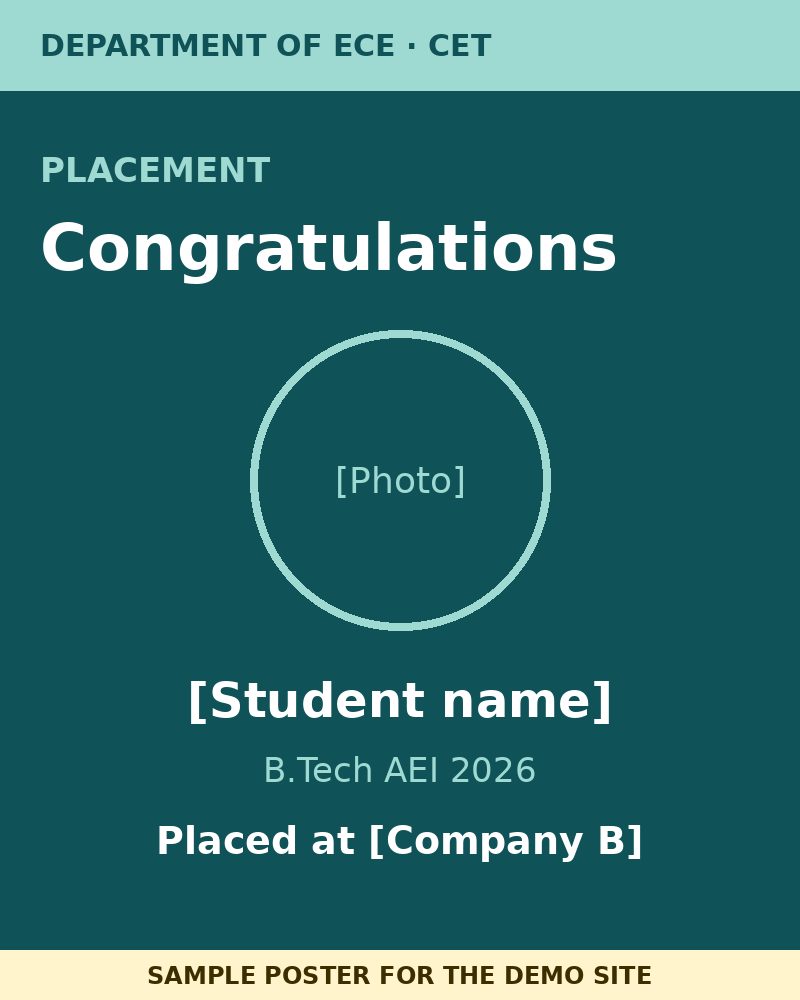 DEPARTMENT OF ECE · CET
PLACEMENT
Congratulations
[Photo]
[Student name]
B.Tech AEI 2026
Placed at [Company B]
SAMPLE POSTER FOR THE DEMO SITE